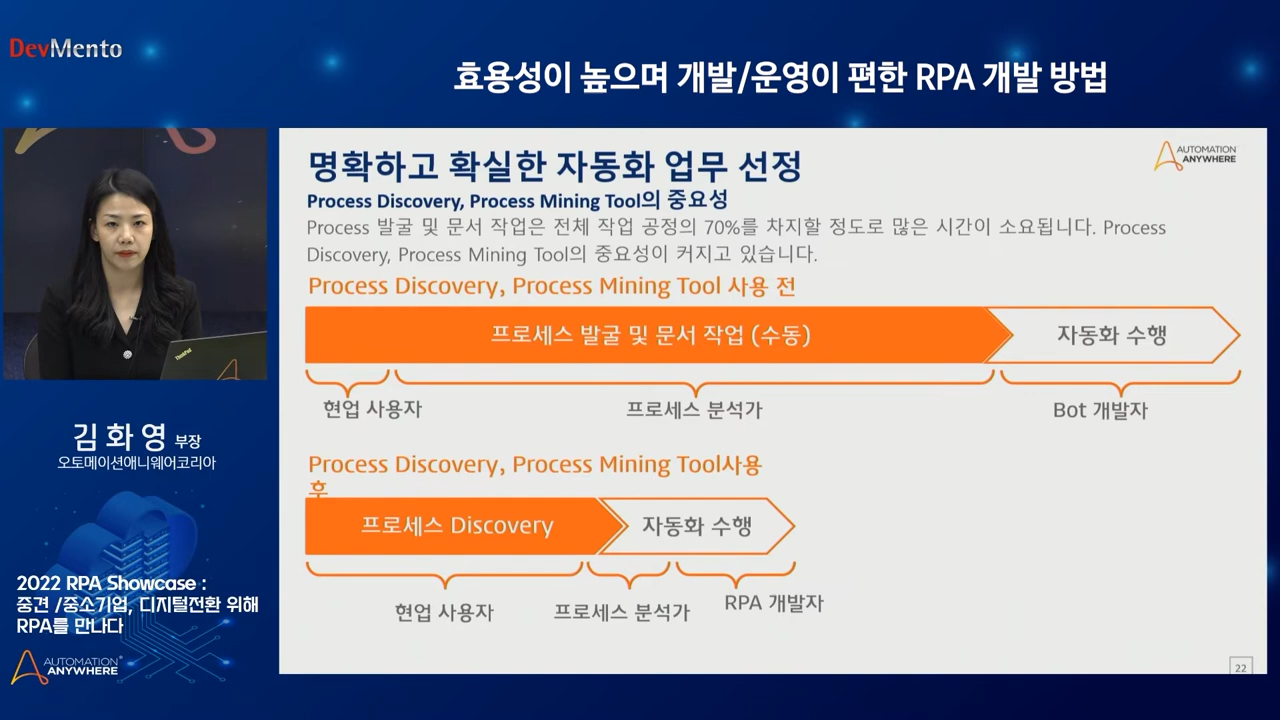 DevMento
효용성이 높으며 개발/운영이 편한 RPA 개발 방법
명확하고 확실한 자동화 업무 선정
AUTOMATION
ANYWHERE
Process Discovery, Process Mining Tool의 중요성
Process 발굴 및 문서 작업은 전체 작업 공정의 70%를 차지할 정도로 많은 시간이 소요됩니다. Process
Discovery, Process Mining Tool의 중요성이 커지고 있습니다.
Process Discovery, Process Mining Tool 사용 전
프로세스 발굴 및 문서 작업 (수동)
자동화 수행
현업 사용자
프로세스 분석가
Bot 개발자
Process Discovery, Process Mining Tool사용
후
프로세스 Discovery
자동화 수행
현업 사용자
프로세스 분석가
RPA 개발자
22
ThinkPad
김 화 영 부장
오토메이션애니웨어코리아
2022 RPA Showcase :
중견 /중소기업, 디지털전환 위해
RPA를 만나다
AUTOMATION
ANYWHERE